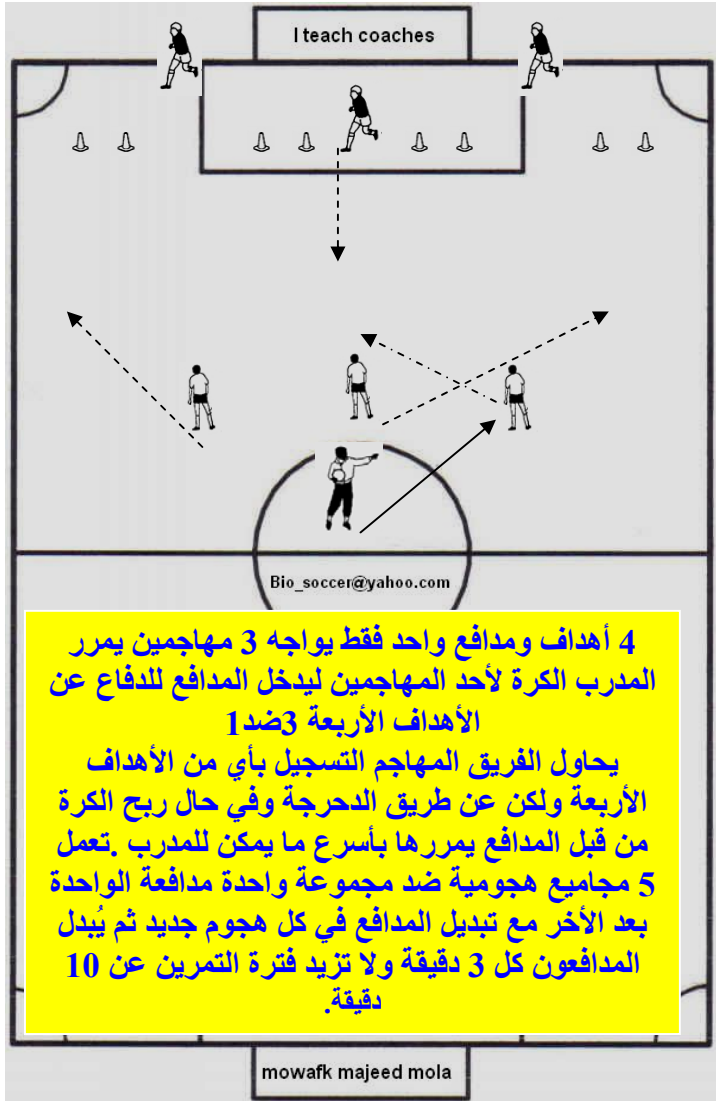 I teach coaches
Bio_soccer@yahoo.com
4 أهداف ومدافع واحد فقط يواجه 3 مهاجمين يمرر
المدرب الكرة لأحد المهاجمين ليدخل المدافع للدفاع عن
الأهداف الأربعة 3ضد1
يحاول الفريق المهاجم التسجيل بأي من الأهداف
الأربعة ولكن عن طريق الدحرجة وفي حال ربح الكرة
من قبل المدافع يمررها بأسرع ما يمكن للمدرب .تعمل
5 مجاميع هجومية ضد مجموعة واحدة مدافعة الواحدة
بعد الأخر مع تبديل المدافع في كل هجوم جديد ثم يُبدل
المدافعون كل 3 دقيقة ولا تزيد فترة التمرين عن 10
دقيقة.
mowafk majeed mola